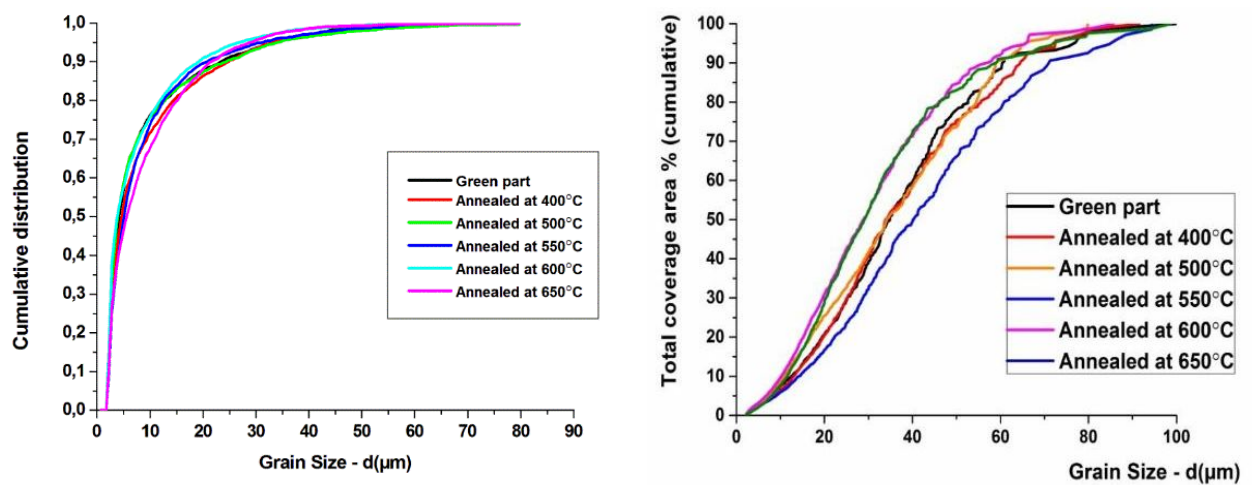 1,0
0,9
0,8
0,7
0,6
0,5
0,4
0,3
0,2
0,1
0,0
Cumulative distribution
Green part
Annealed at 400°C
Annealed at 500°C
Annealed at 550°C
Annealed at 600°C
Annealed at 650°C
0 10 20 30 40 50 60 70 80 90
Grain Size - d(µm)
100
90
80
70
60
50
40
30
20
10
0
Total coverage area % (cumulative)
Green part
Annealed at 400°C
Annealed at 500°C
Annealed at 550°C
Annealed at 600°C
Annealed at 650°C
0 20 40 60 80 100
Grain Size - d(µm)